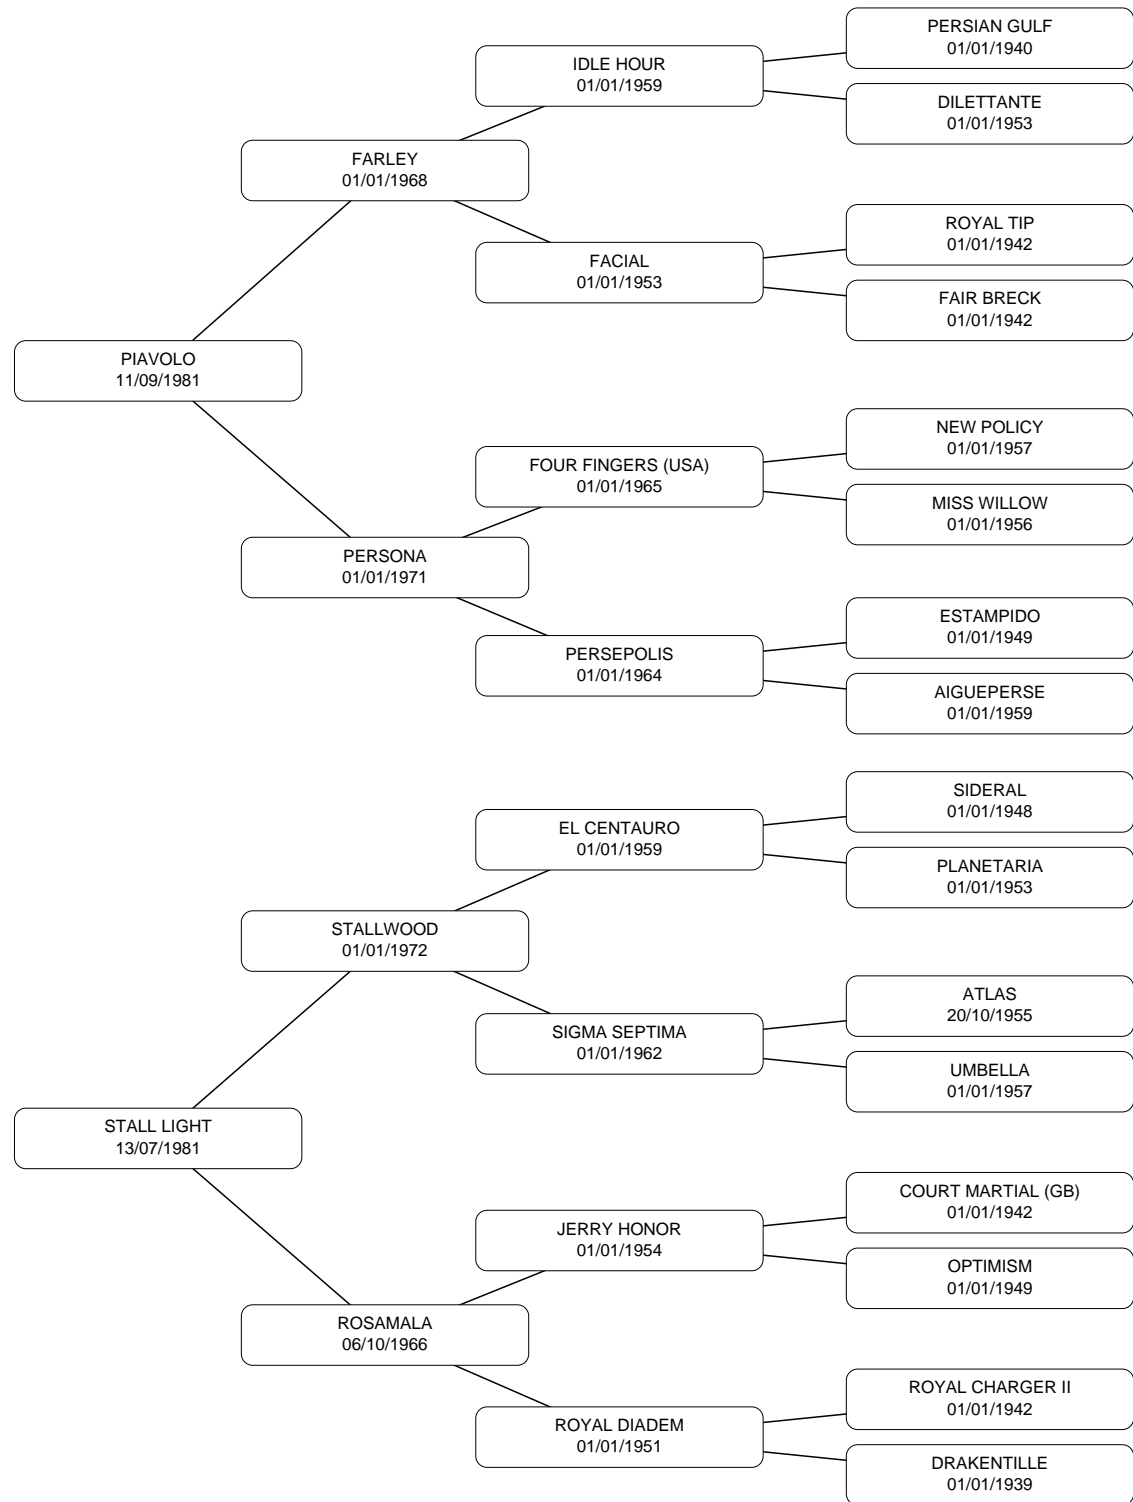 PERSIAN GULF
01/01/1940
IDLE HOUR
01/01/1959
DILETTANTE
01/01/1953
FARLEY
01/01/1968
ROYAL TIP
01/01/1942
FACIAL
01/01/1953
FAIR BRECK
01/01/1942
PIAVOLO
11/09/1981
NEW POLICY
01/01/1957
FOUR FINGERS (USA)
01/01/1965
MISS WILLOW
01/01/1956
PERSONA
01/01/1971
ESTAMPIDO
01/01/1949
PERSEPOLIS
01/01/1964
AIGUEPERSE
01/01/1959
SIDERAL
01/01/1948
EL CENTAURO
01/01/1959
PLANETARIA
01/01/1953
STALLWOOD
01/01/1972
ATLAS
20/10/1955
SIGMA SEPTIMA
01/01/1962
UMBELLA
01/01/1957
STALL LIGHT
13/07/1981
COURT MARTIAL (GB)
01/01/1942
JERRY HONOR
01/01/1954
OPTIMISM
01/01/1949
ROSAMALA
06/10/1966
ROYAL CHARGER II
01/01/1942
ROYAL DIADEM
01/01/1951
DRAKENTILLE
01/01/1939